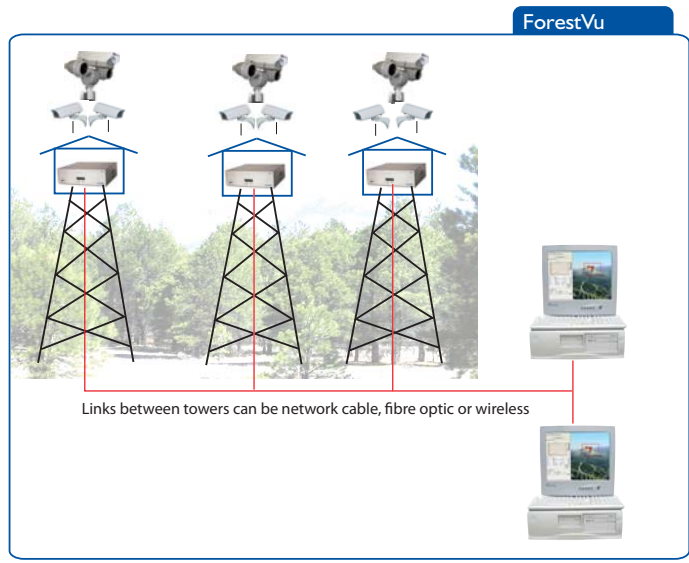 ForestVu
Links between towers can be network cable, fibre optic or wireless